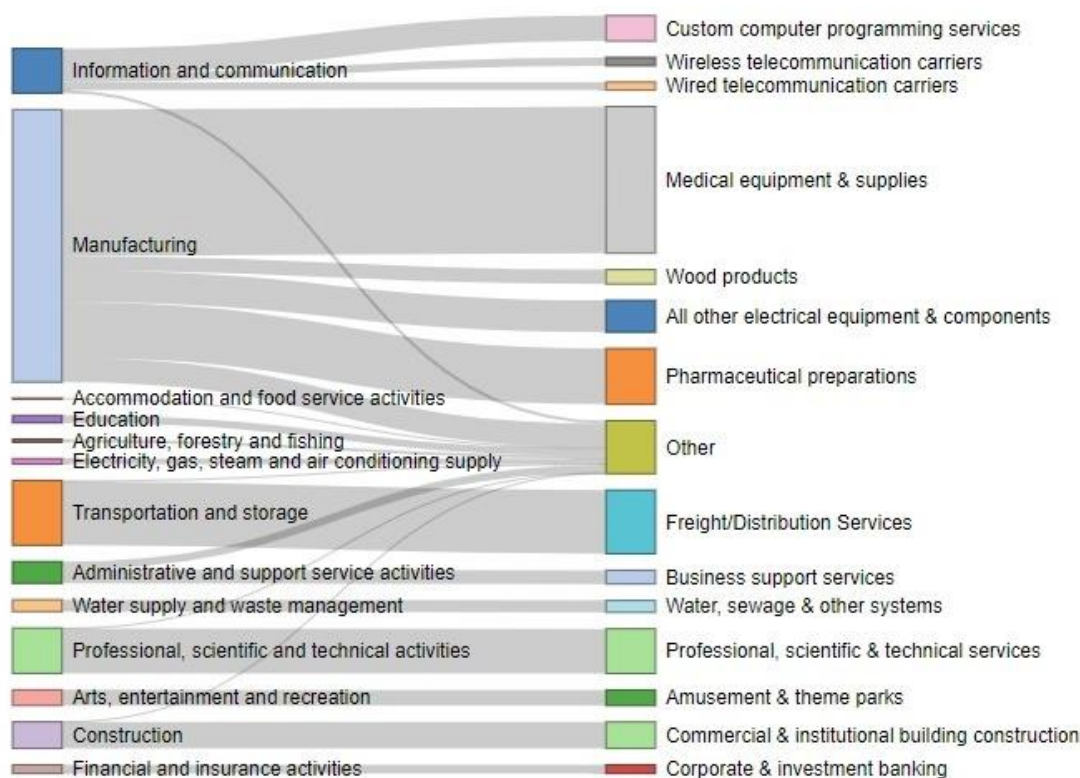 Information and communication
Manufacturing
Accommodation and food service activities
Education
Agriculture, forestry and fishing
Electricity, gas, steam and air conditioning supply
Transportation and storage
Administrative and support service activities
Water supply and waste management
Professional, scientific and technical activities
Arts, entertainment and recreation
Construction
Financial and insurance activities
Custom computer programming services
Wireless telecommunication carriers
Wired telecommunication carriers
Medical equipment & supplies
Wood products
All other electrical equipment & components
Pharmaceutical preparations
Other
Freight/Distribution Services
Business support services
Water, sewage & other systems
Professional, scientific & technical services
Amusement & theme parks
Commercial & institutional building construction
Corporate & investment banking